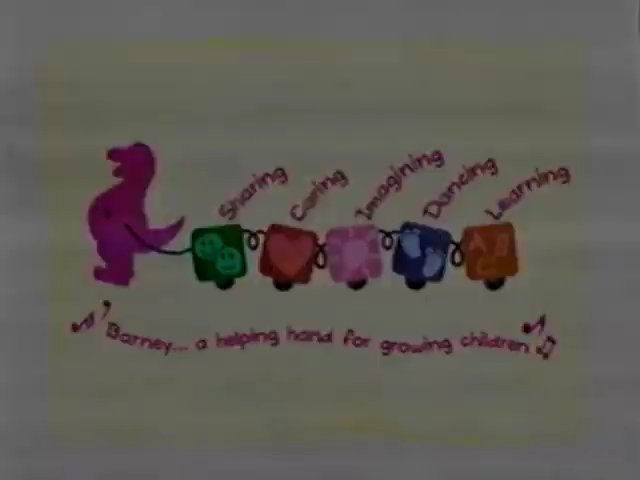 Sharing
Caring
Imagining
Dancing
Learning
A B
C
Barney... a helping hand for growing children